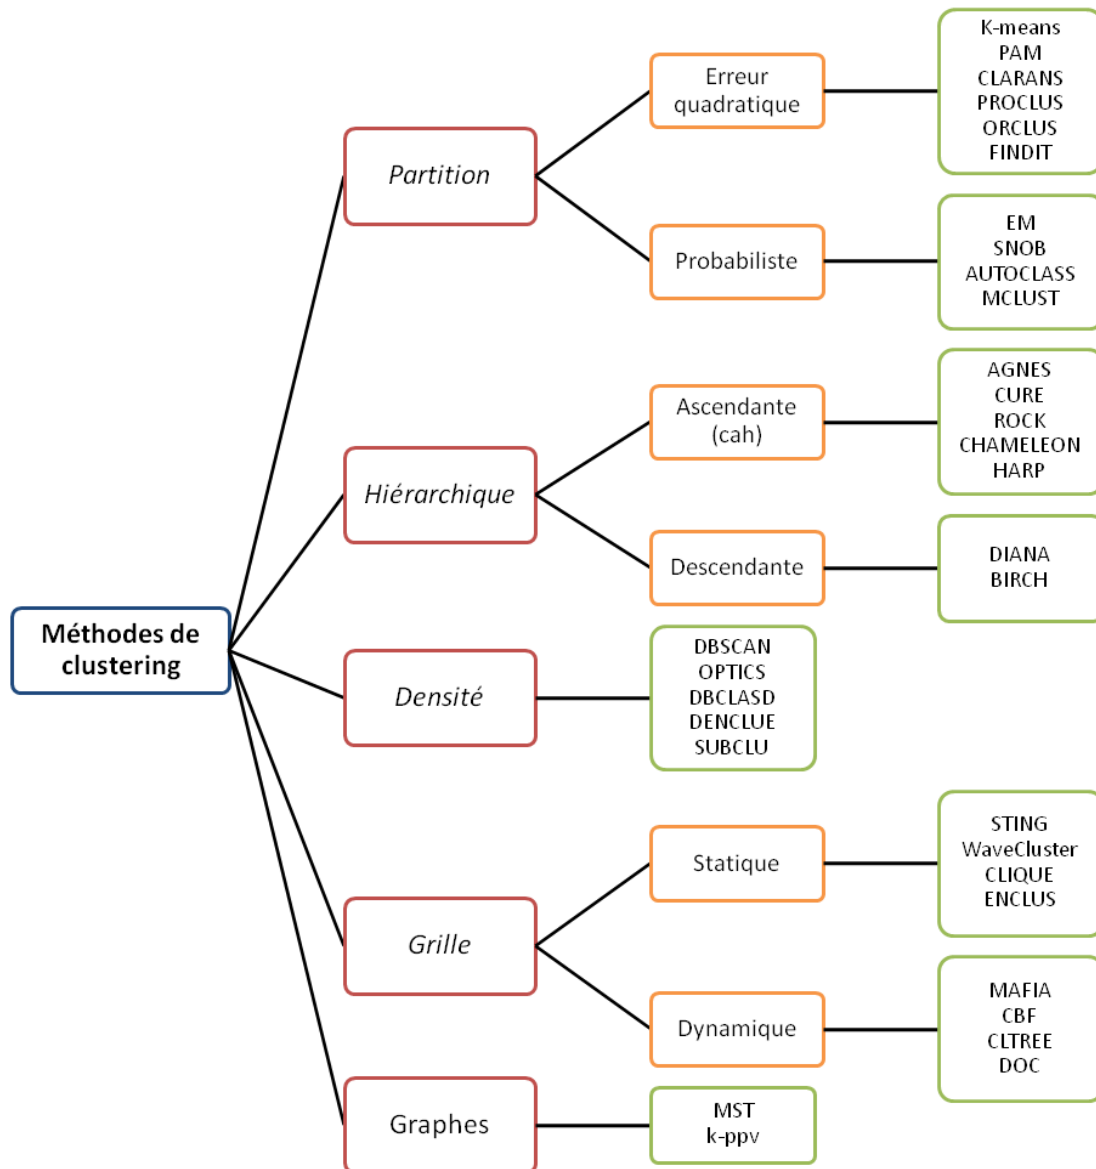 Méthodes de
clustering
Partition
Erreur
quadratique
K-means
PAM
CLARANS
PROCLUS
ORCLUS
FINDIT
Probabiliste
EM
SNOB
AUTOCLASS
MCLUST
Hiérarchique
Ascendante
(cah)
AGNES
CURE
ROCK
CHAMELEON
HARP
Descendante
DIANA
BIRCH
Densité
DBSCAN
OPTICS
DBCLASD
DENCLUE
SUBCLU
Grille
Statique
STING
WaveCluster
CLIQUE
ENCLUS
Dynamique
MAFIA
CBF
CLTREE
DOC
Graphes
MST
k-ppv